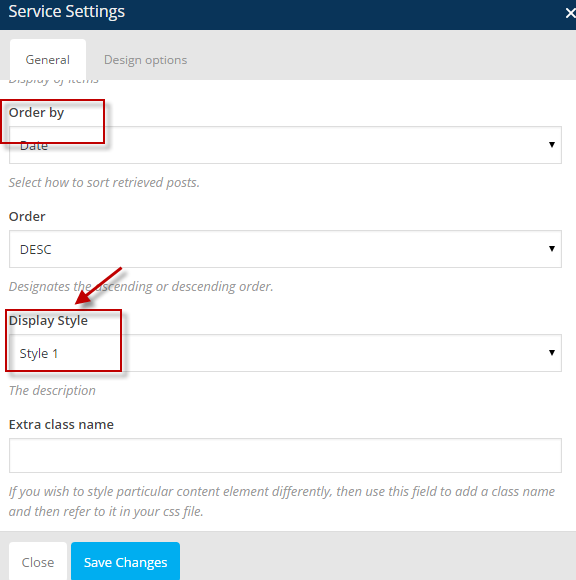 Service Settings
General
Design options
Display of items
Order by
Date
Select how to sort retrieved posts.
Order
DESC
Designates the ascending or descending order.
Display Style
Style 1
The description
Extra class name
If you wish to style particular content element differently, then use this field to add a class name
and then refer to it in your css file.
Close
Save Changes